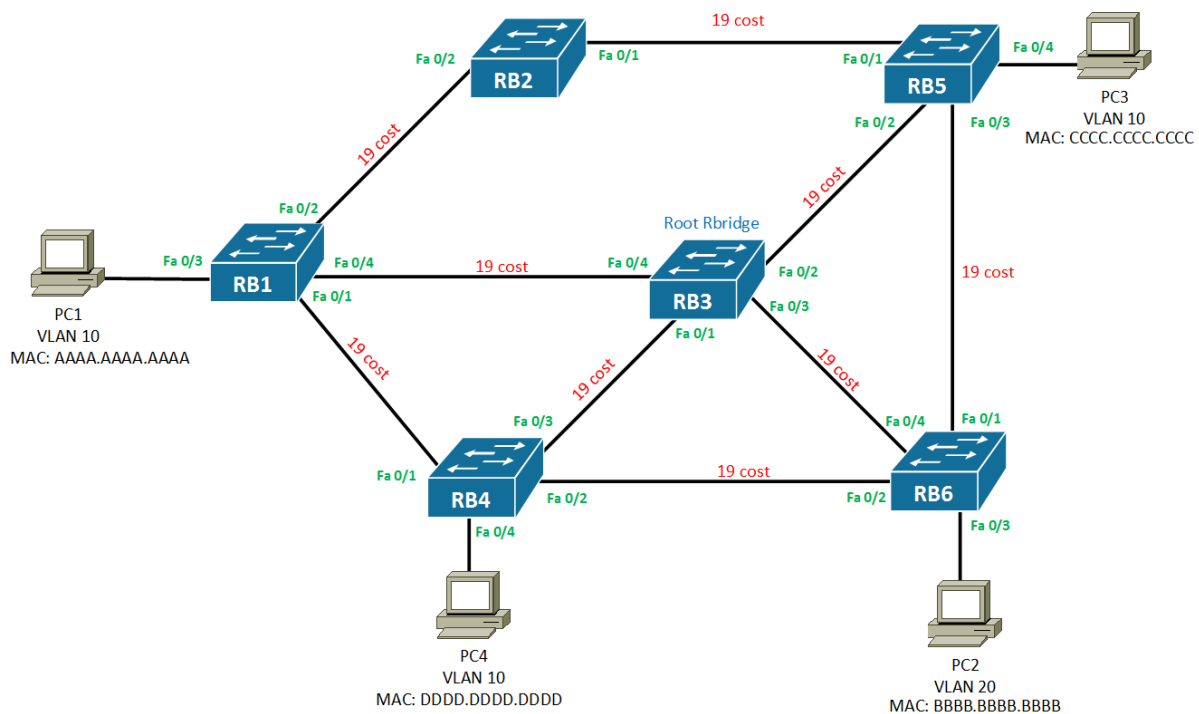 19 cost
Fa 0/2
Fa 0/1
Fa 0/1
Fa 0/4
RB2
RB5
PC3
VLAN 10
MAC: CCCC.CCCC.CCCC
Fa 0/2
Fa 0/3
19 cost
19 cost
Fa 0/2
Root Rbridge
Fa 0/3
Fa 0/4
19 cost
Fa 0/4
Fa 0/2
19 cost
RB1
Fa 0/1
RB3
Fa 0/3
PC1
VLAN 10
MAC: AAAA.AAAA.AAAA
Fa 0/1
19 cost
19 cost
19 cost
Fa 0/3
Fa 0/4
Fa 0/1
Fa 0/1
19 cost
RB4
Fa 0/2
Fa 0/2
RB6
Fa 0/4
Fa 0/3
PC4
VLAN 10
MAC: DDDD.DDDD.DDDD
PC2
VLAN 20
MAC: BBBB.BBBB.BBBB